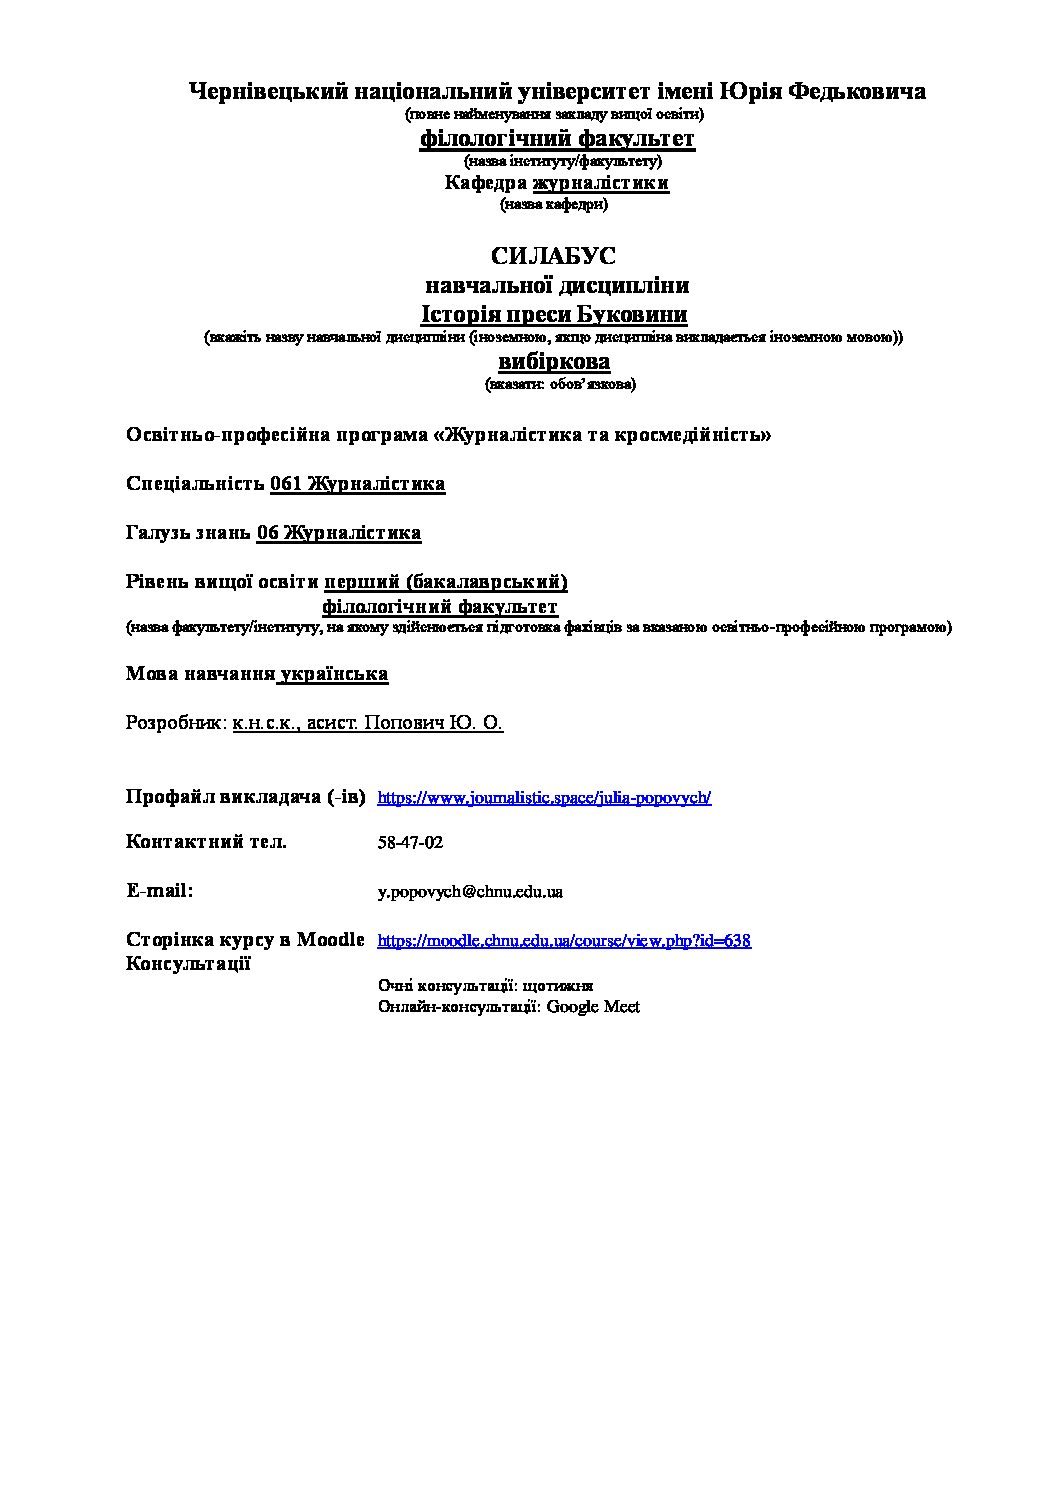 Чернівецький національний університет імені Юрія Федьковича
(повне найменування закладу вищої освіти)
філологічний факультет
(назва інституту/факультету)
Кафедра журналістики
(назва кафедри)
СИЛАБУС
навчальної дисципліни
Історія преси Буковини
(вкажіть назву навчальної дисципліни (іноземною, якщо дисципліна викладається іноземною мовою))
вибіркова
(вказати: обов’язкова)
Освітньо-професійна програма «Журналістика та кросмедійність»
Спеціальність 061 Журналістика
Галузь знань 06 Журналістика
Рівень вищої освіти перший (бакалаврський)
філологічний факультет
(назва факультету/інституту, на якому здійснюється підготовка фахівців за вказаною освітньо-професійною програмою)
Мова навчання українська
Розробник: к.н.с.к., асист. Попович Ю. О.
Профайл викладача (-ів) https://www.journalistic.space/julia-popovych/
Контактний тел. 58-47-02
E-mail: y.popovych@chnu.edu.ua
Сторінка курсу в Moodle https://moodle.chnu.edu.ua/course/view.php?id=638
Консультації
Очні консультації: щотижня
Онлайн-консультації: Google Meet